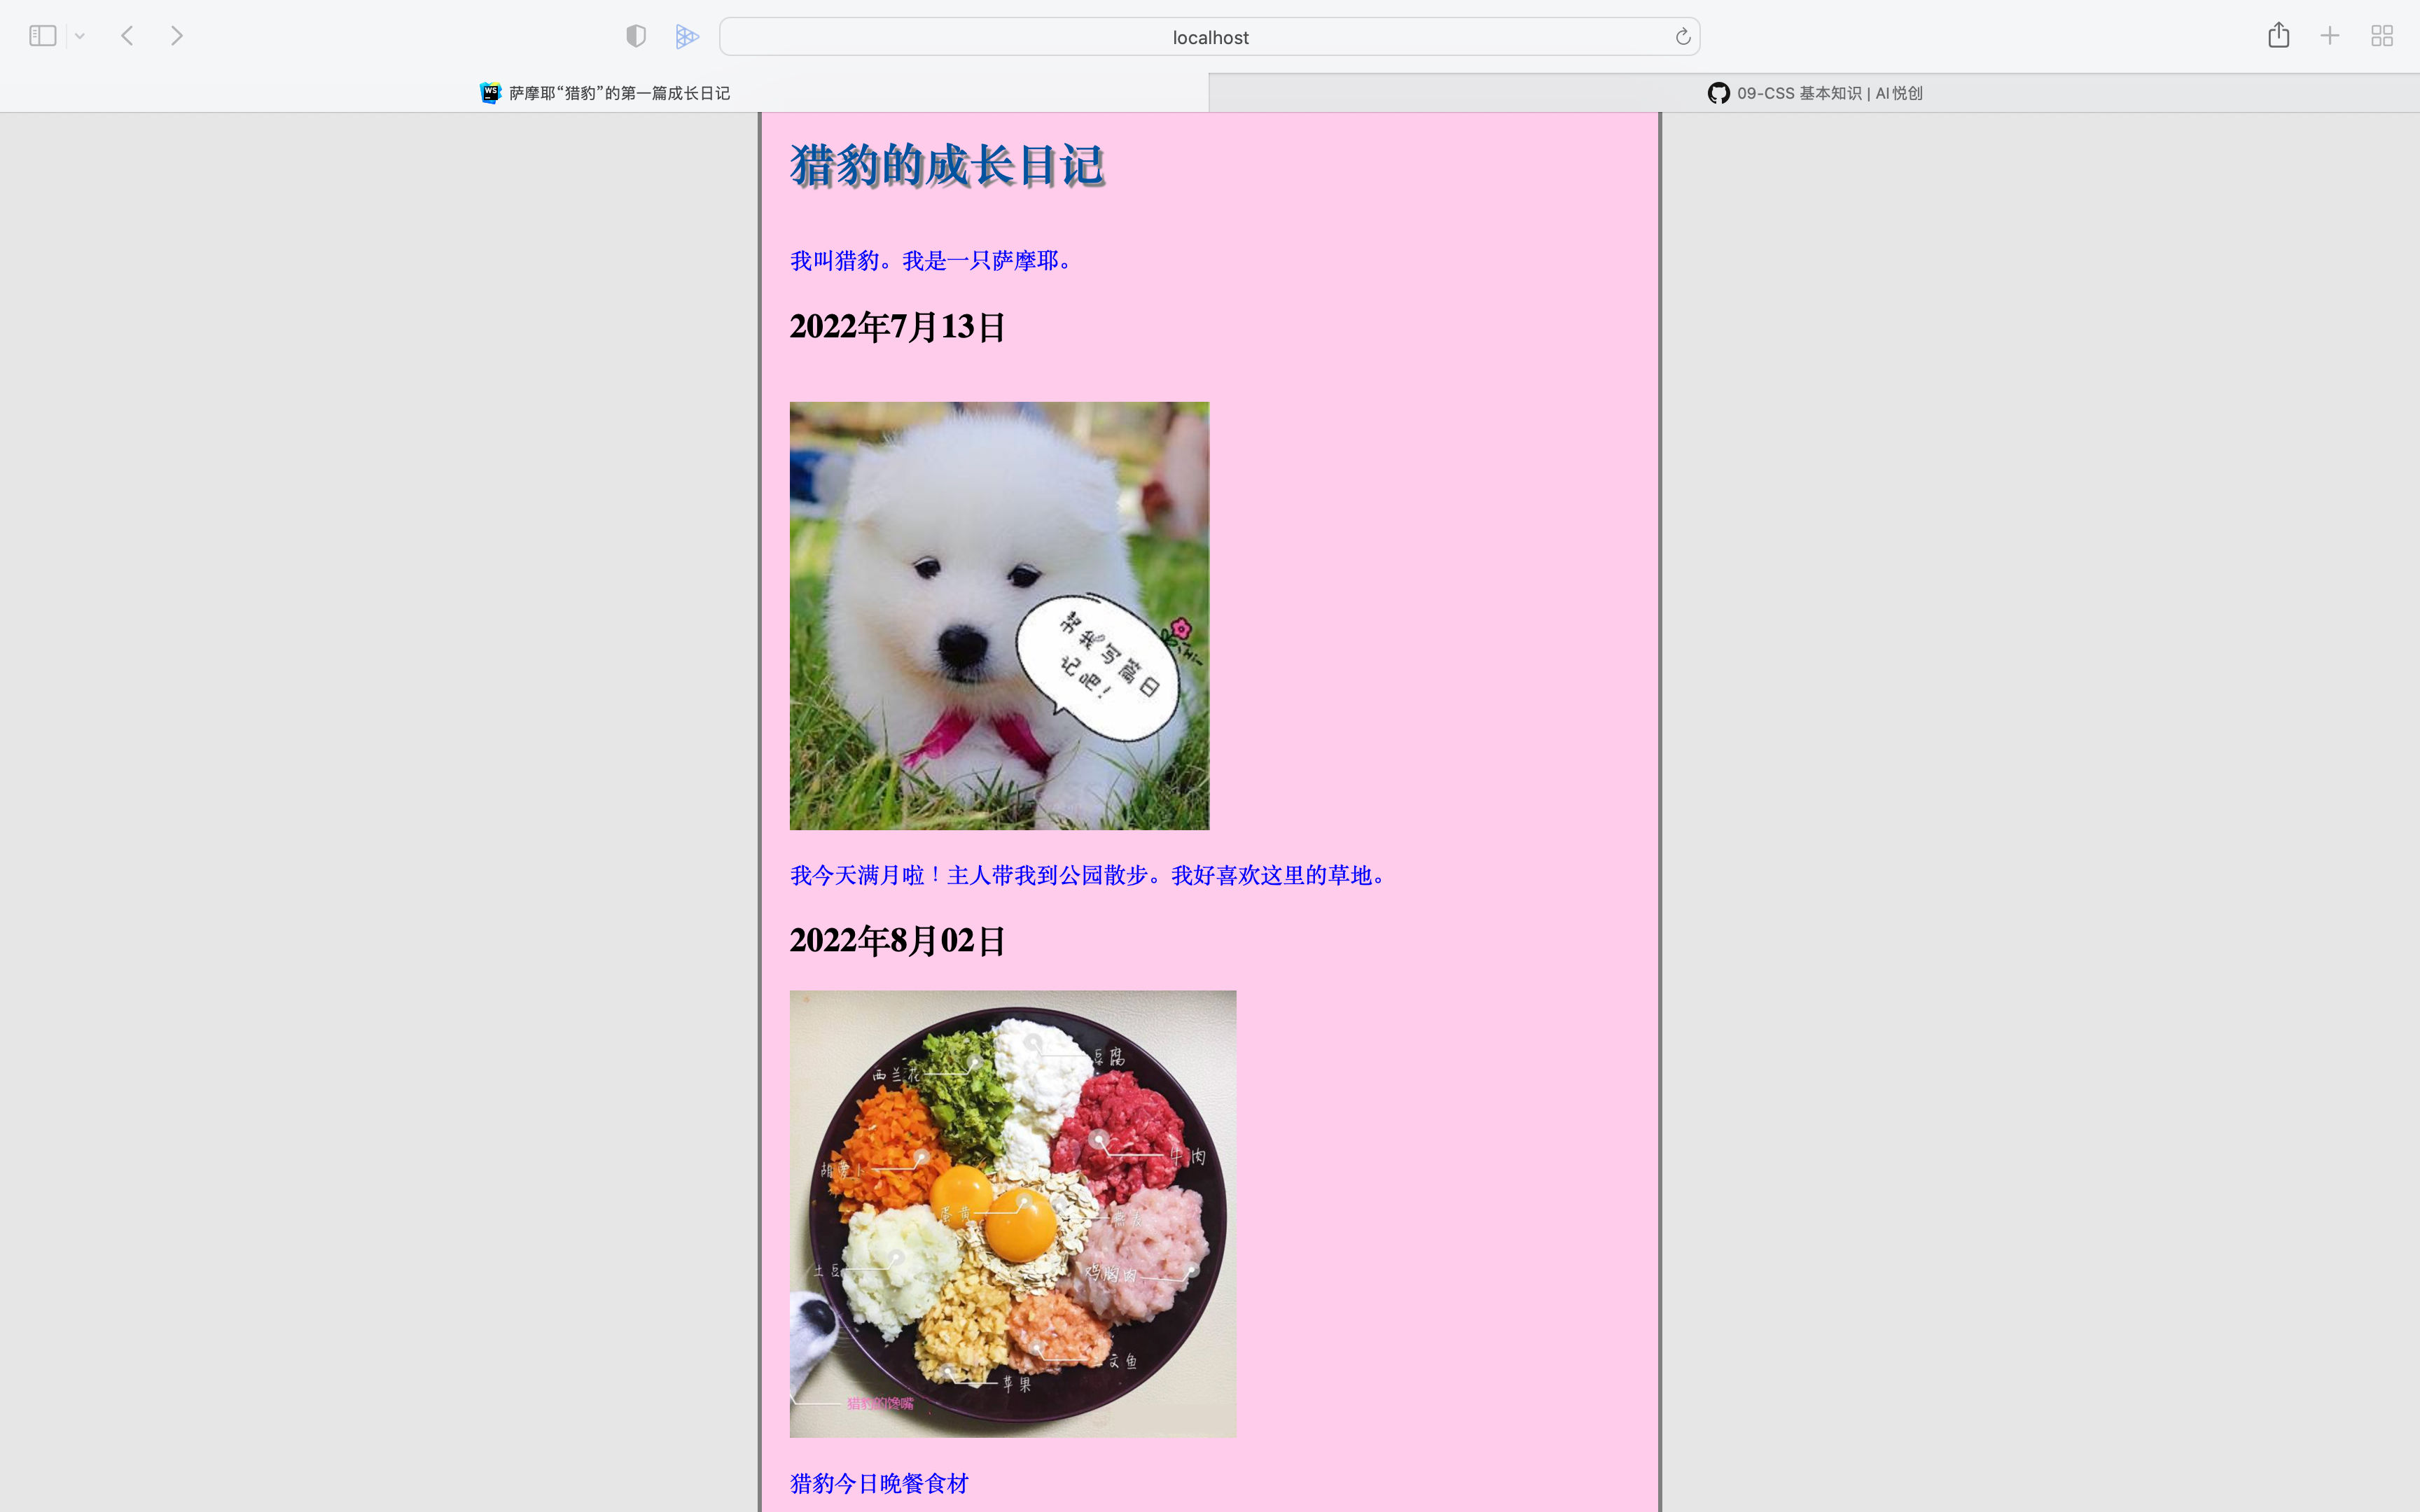 localhost
萨摩耶“猎豹”的第一篇成长日记
09-CSS 基本知识 | AI悦创
猎豹的成长日记
我叫猎豹。我是一只萨摩耶。
2022年7月13日
帮我写篇日
记吧！
我今天满月啦！主人带我到公园散步。我好喜欢这里的草地。
2022年8月02日
豆腐
西兰花
牛肉
胡萝卜
蛋黄
燕麦
土豆
鸡胸肉
文鱼
苹果
猎豹的馋嘴
猎豹今日晚餐食材